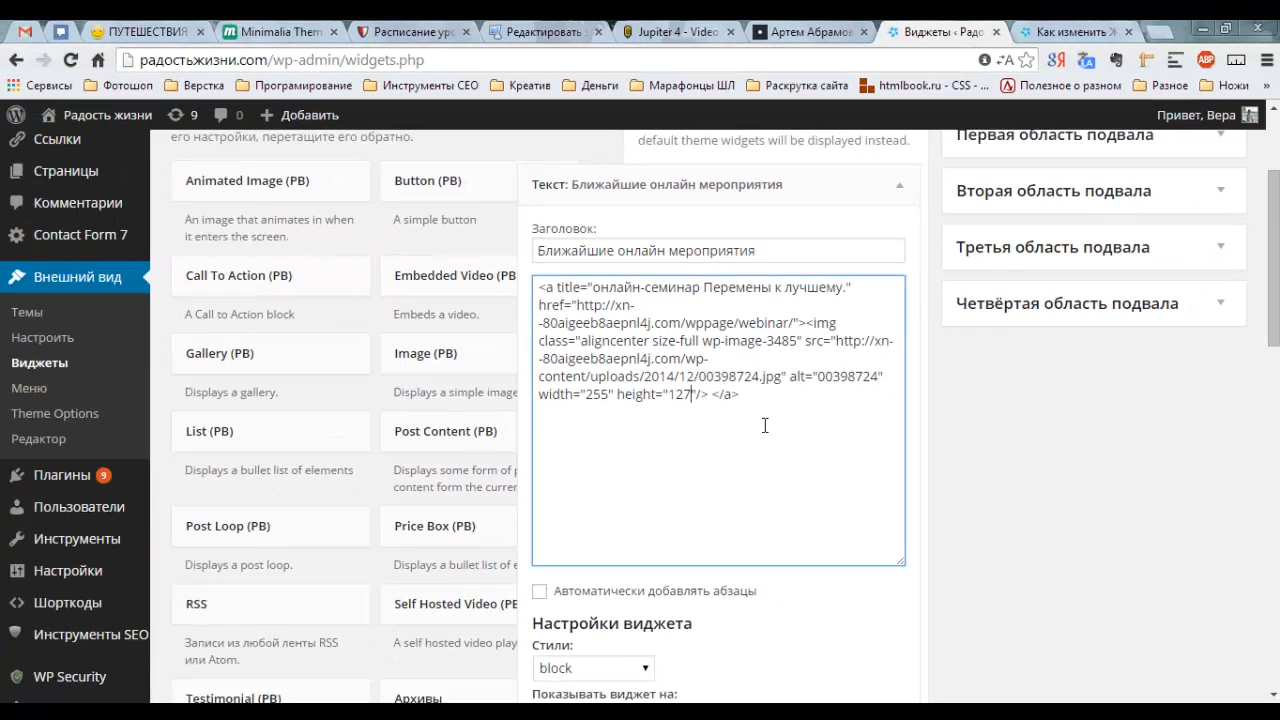 ПУТЕШЕСТВИЯ
Minimalia Them
Расписание уро
Редактировать
Jupiter 4 - Video
Артем Абрамов
Виджеты ‹ Радо
Как изменить Ж
радостьжизни.com/wp-admin/widgets.php
Сервисы
Фотошоп
Верстка
Програмирование
Инструменты СЕО
Креатив
Деньги
Марафонцы ШЛ
Раскрутка сайта
htmlbook.ru - CSS - ...
Полезное о разном
Разное
Ножи
Радость жизни
9
0
Добавить
Привет, Вера
Ссылки
Страницы
Комментарии
Contact Form 7
Внешний вид
Темы
Настроить
Виджеты
Меню
Theme Options
Редактор
Плагины 9
Пользователи
Инструменты
Настройки
Шорткоды
Инструменты SEO
WP Security
его настройки, перетащите его обратно.
Animated Image (PB)
An image that animates in when
it enters the screen.
Call To Action (PB)
A Call to Action block
Gallery (PB)
Displays a gallery.
List (PB)
Displays a bullet list of elements
Post Loop (PB)
Displays a post loop.
RSS
Записи из любой ленты RSS
или Atom.
Testimonial (PB)
Button (PB)
A simple button
Embedded Video (PB)
Embeds a video.
Image (PB)
Displays a simple image
Post Content (PB)
Displays some form of p
content form the curren
Price Box (PB)
Displays a bullet list of e
Self Hosted Video (PB
A self hosted video play
Архивы
default theme widgets will be displayed instead.
Текст: Ближайшие онлайн мероприятия
Заголовок:
Ближайшие онлайн мероприятия
<a title="онлайн-семинар Перемены к лучшему."
href="http://xn-
-80aigeeb8aepnl4j.com/wppage/webinar/"><img
class="aligncenter size-full wp-image-3485" src="http://xn-
-80aigeeb8aepnl4j.com/wp-
content/uploads/2014/12/00398724.jpg" alt="00398724"
width="255" height="127"/> </a>
Автоматически добавлять абзацы
Настройки виджета
Стили:
block
Показывать виджет на:
Первая область подвала
Вторая область подвала
Третья область подвала
Четвёртая область подвала